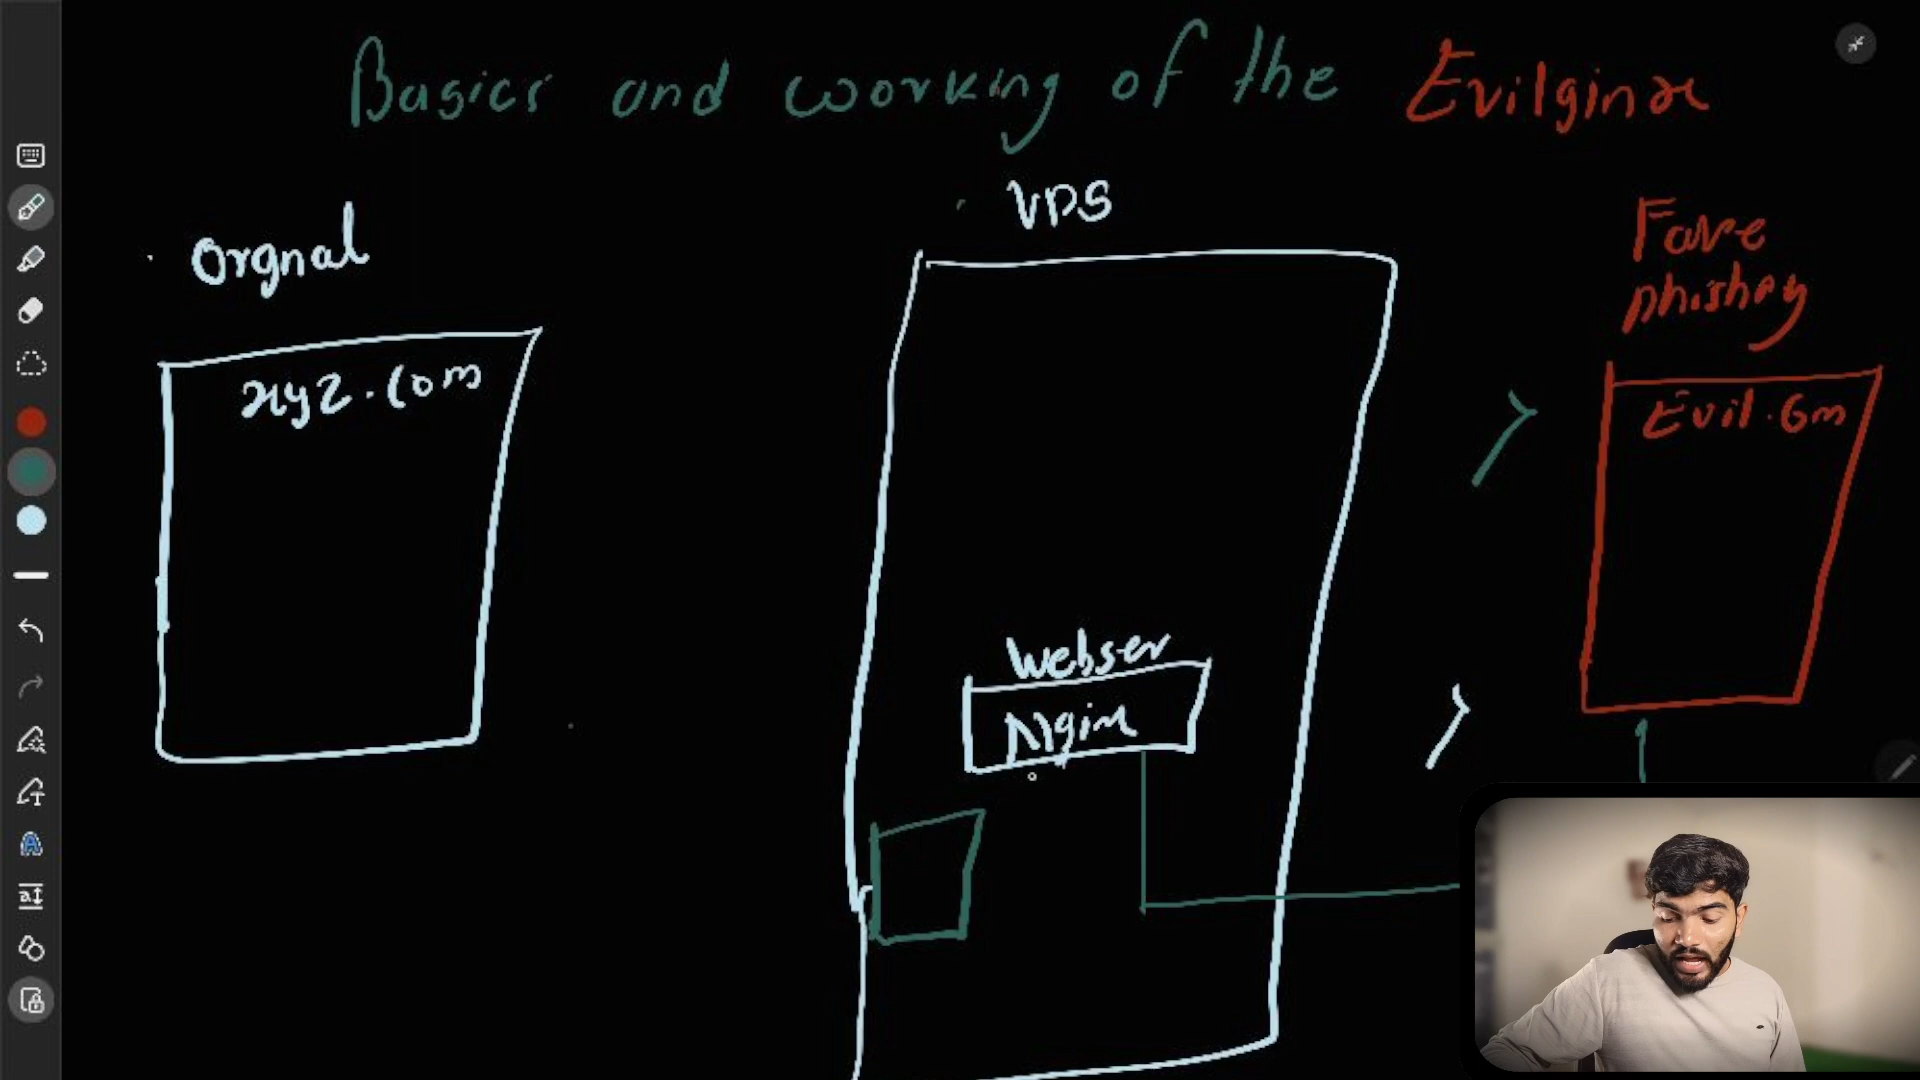 Basics and working of the Evilginx
VPS
Orgnal
Fake
phishing
xyz.com
Evil.Com
Webser
Nginx